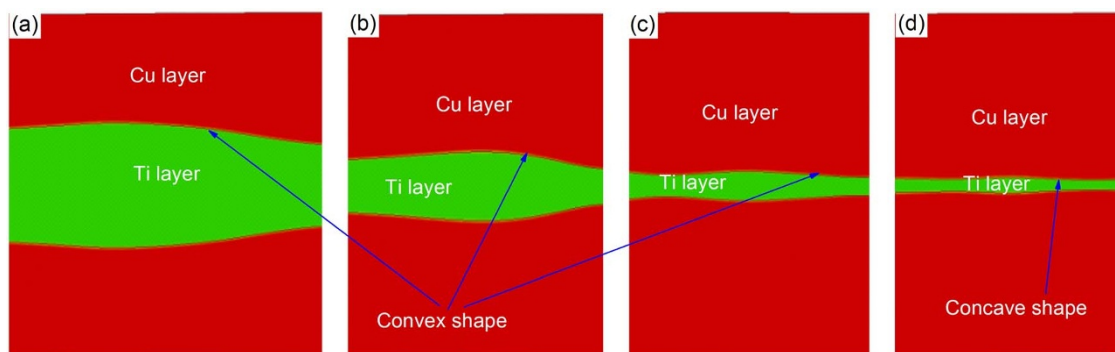 (a)
Cu layer
Ti layer
(b)
Cu layer
Ti layer
(c)
Cu layer
Ti layer
(d)
Cu layer
Ti layer
Convex shape
Concave shape